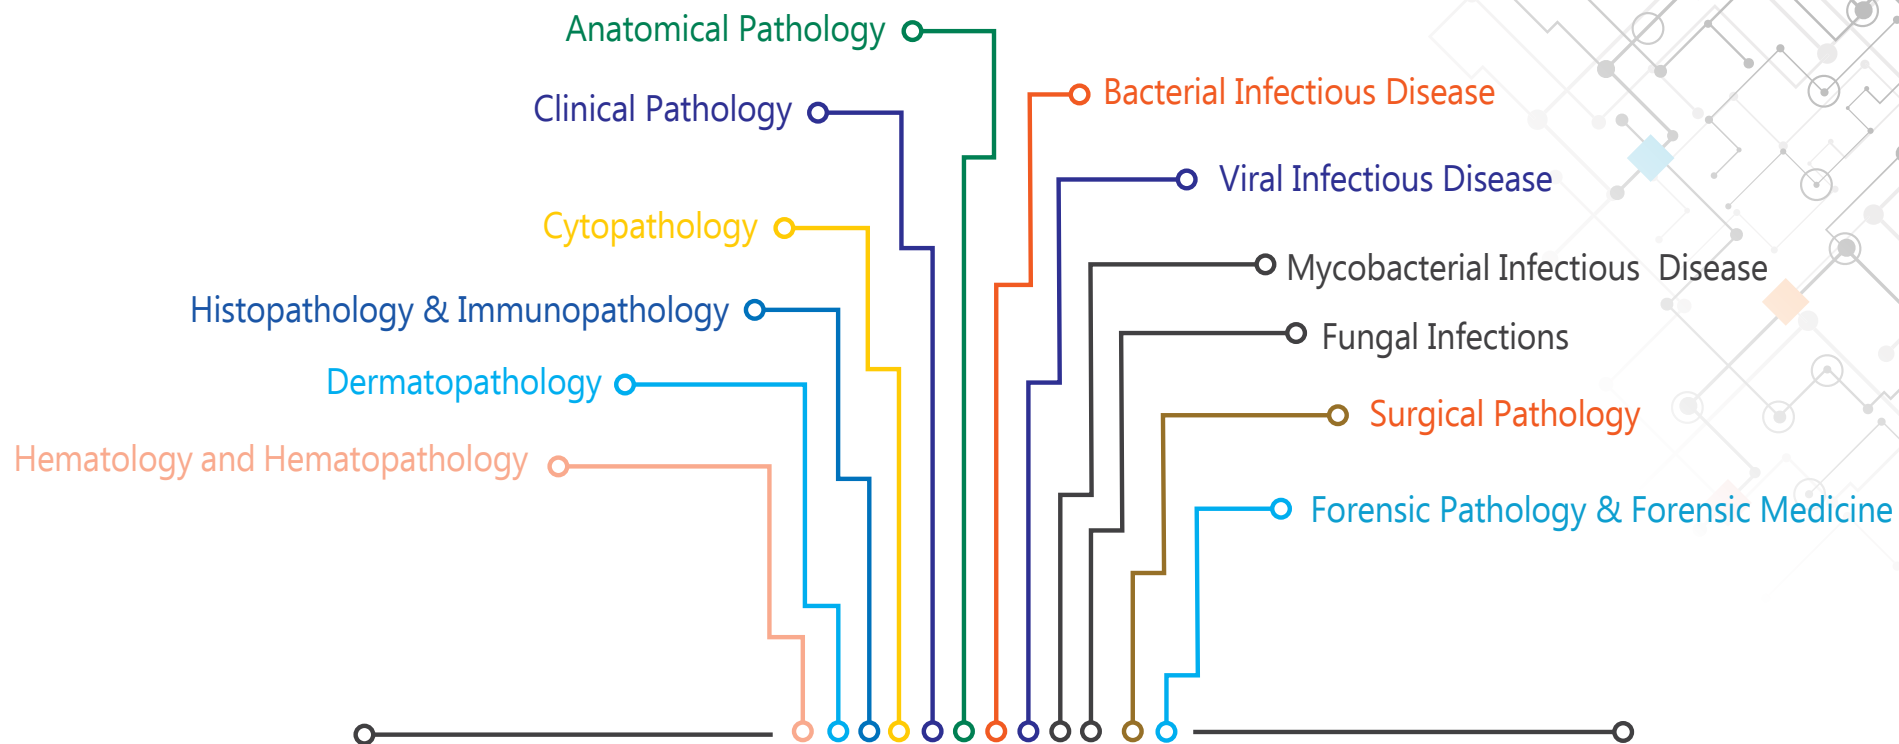 Anatomical Pathology
Clinical Pathology
Cytopathology
Histopathology & Immunopathology
Dermatopathology
Hematology and Hematopathology
Bacterial Infectious Disease
Viral Infectious Disease
Mycobacterial Infectious  Disease
Fungal Infections
Surgical Pathology
Forensic Pathology & Forensic Medicine